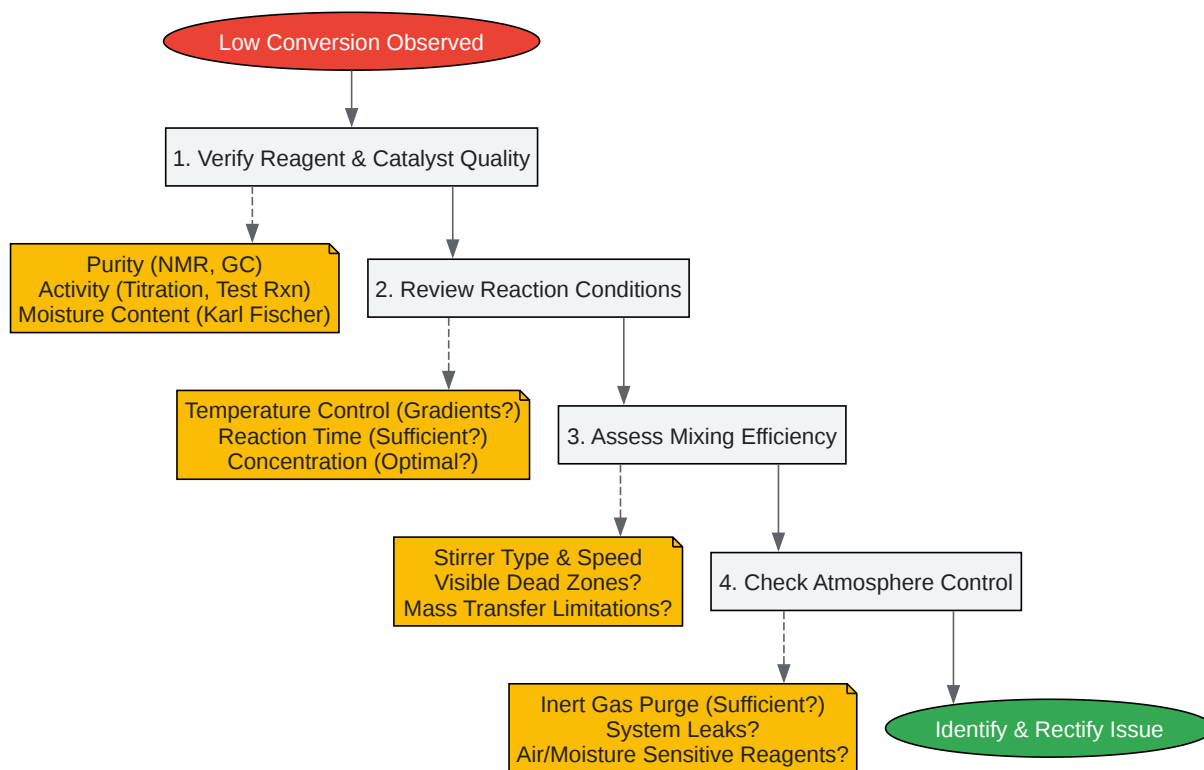 Low Conversion Observed
1. Verify Reagent & Catalyst Quality
Purity (NMR, GC)
Activity (Titration, Test Rxn)
Moisture Content (Karl Fischer)
2. Review Reaction Conditions
Temperature Control (Gradients?)
Reaction Time (Sufficient?)
Concentration (Optimal?)
3. Assess Mixing Efficiency
Stirrer Type & Speed
Visible Dead Zones?
Mass Transfer Limitations?
4. Check Atmosphere Control
Inert Gas Purge (Sufficient?)
System Leaks?
Air/Moisture Sensitive Reagents?
Identify & Rectify Issue